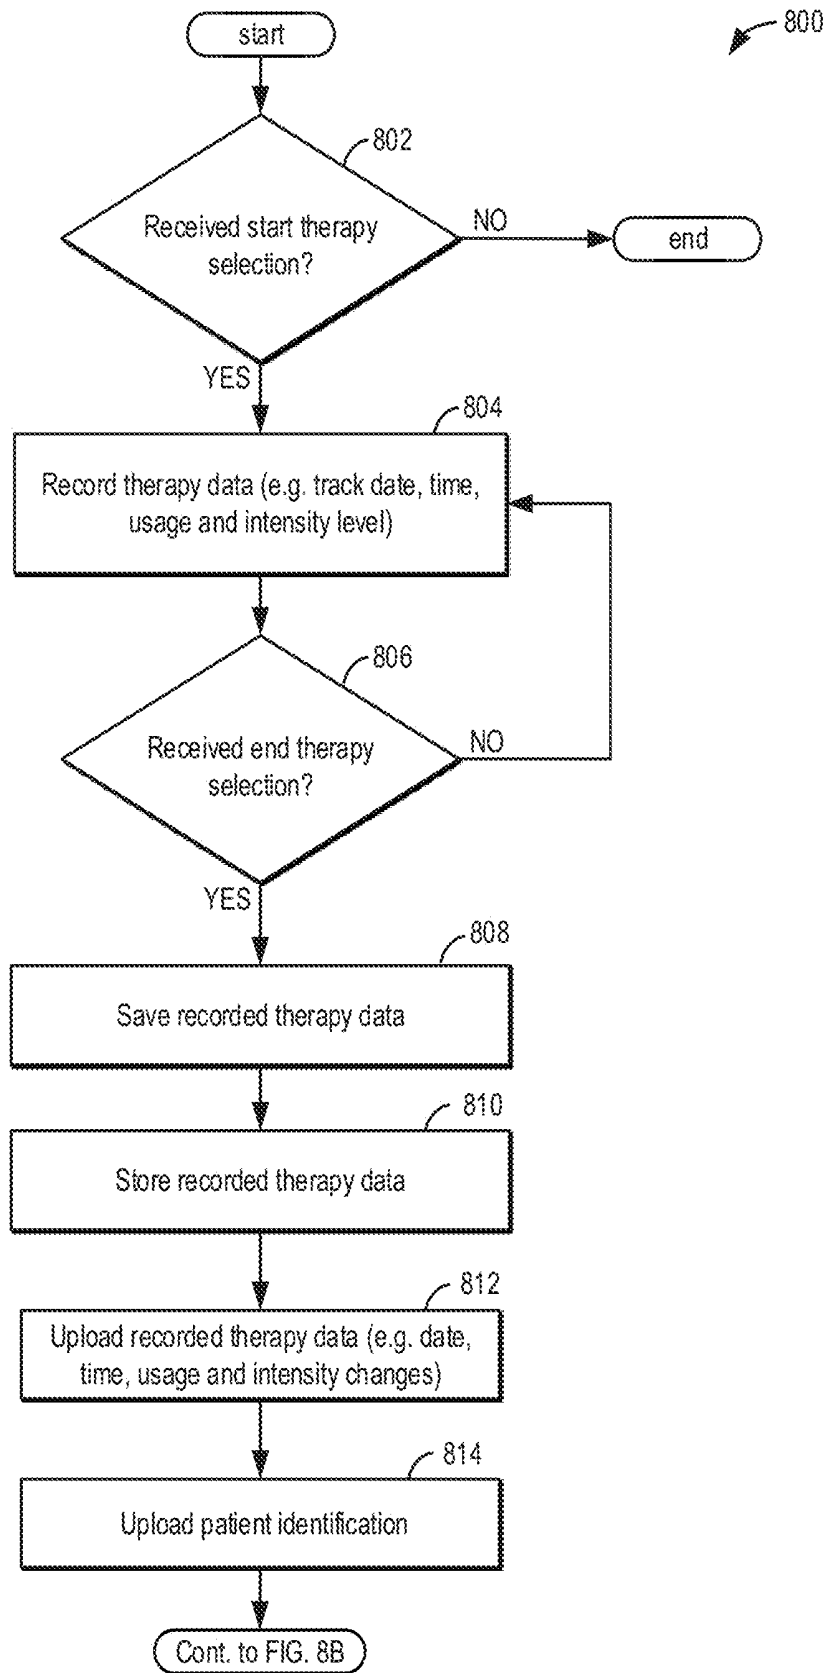 start
800
802
Received start therapy
selection?
NO
end
YES
804
Record therapy data (e.g. track date, time,
usage and intensity level)
806
Received end therapy
selection?
NO
YES
808
Save recorded therapy data
810
Store recorded therapy data
812
Upload recorded therapy data (e.g. date,
time, usage and intensity changes)
814
Upload patient identification
Cont. to FIG. 8B